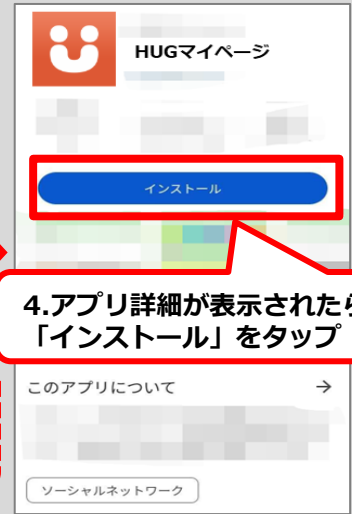 HUGマイページ
インストール
4.アプリ詳細が表示されたら
「インストール」をタップ
このアプリについて →
ソーシャルネットワーク